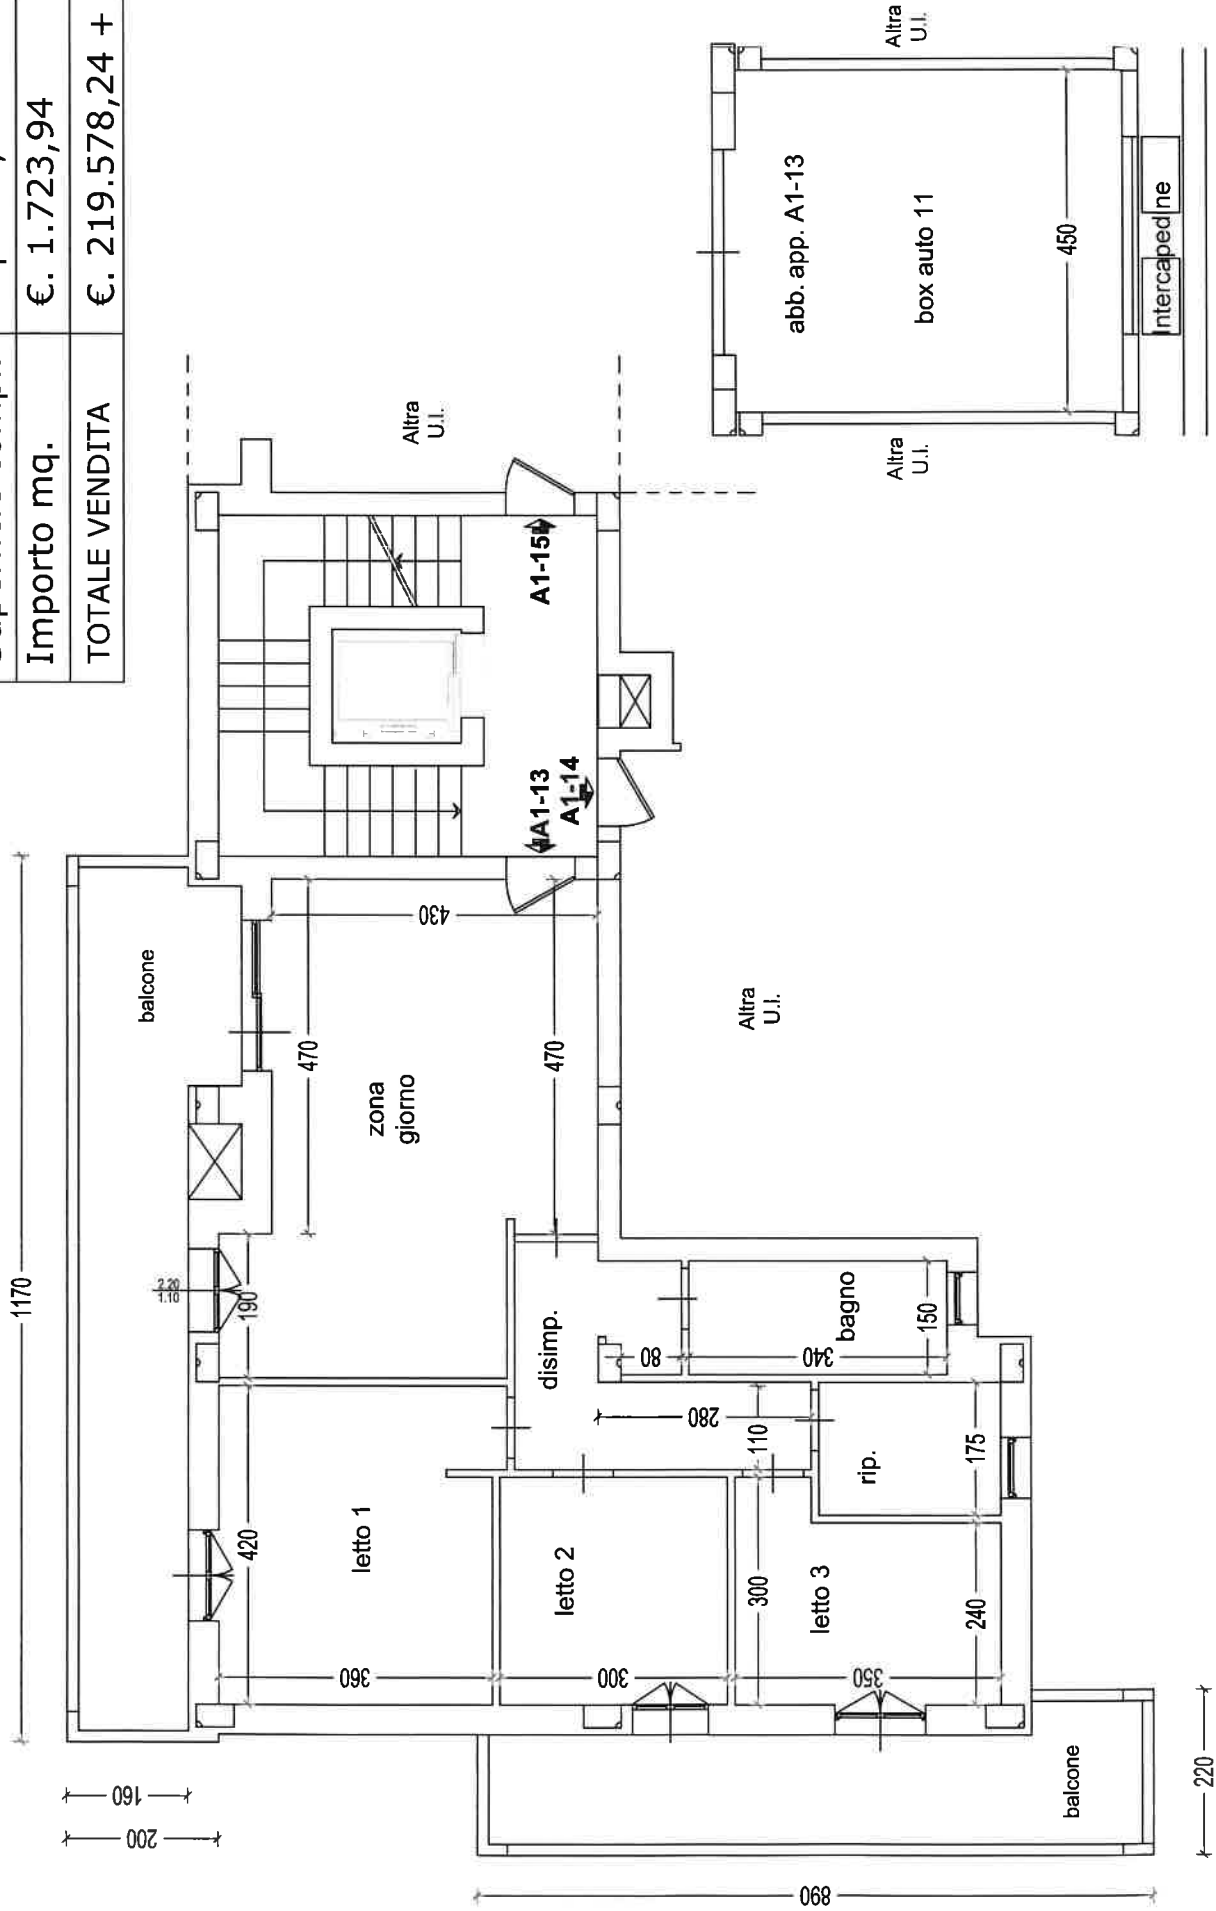 Importo mq.
€. 1.723,94
TOTALE VENDITA
€. 219.578,24 +
1170
160
200
balcone
2.20
1.10
190
470
430
zona
giorno
470
420
letto 1
360
disimp.
letto 2
300
letto 3
300
350
240
280
110
80
340
bagno
150
rip.
175
balcone
890
220
A1-13
A1-14
A1-15
Altra
U.I.
Altra
U.I.
Altra
U.I.
Altra
U.I.
abb. app. A1-13
box auto 11
450
Intercapedine